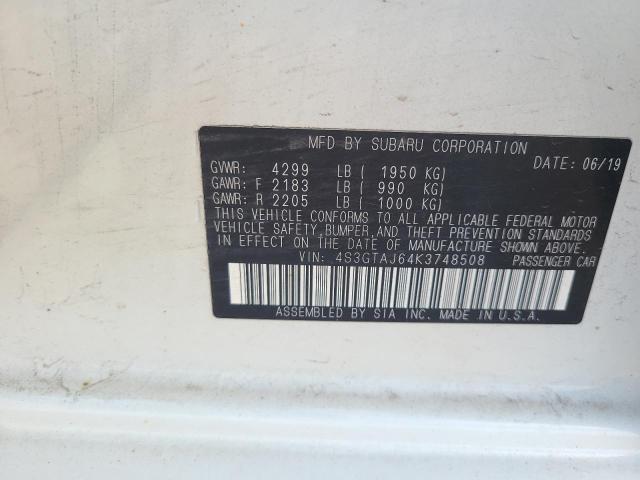 MFD BY SUBARU CORPORATION
GVWR: 4299 LB ( 1950 KG) DATE: 06/19
GAWR: F 2183 LB ( 990 KG)
GAWR: R 2205 LB ( 1000 KG)
THIS VEHICLE CONFORMS TO ALL APPLICABLE FEDERAL MOTOR
VEHICLE SAFETY, BUMPER, AND THEFT PREVENTION STANDARDS
IN EFFECT ON THE DATE OF MANUFACTURE SHOWN ABOVE.
VIN: 4S3GTAJ64K3748508 PASSENGER CAR
ASSEMBLED BY SIA INC. MADE IN U.S.A.